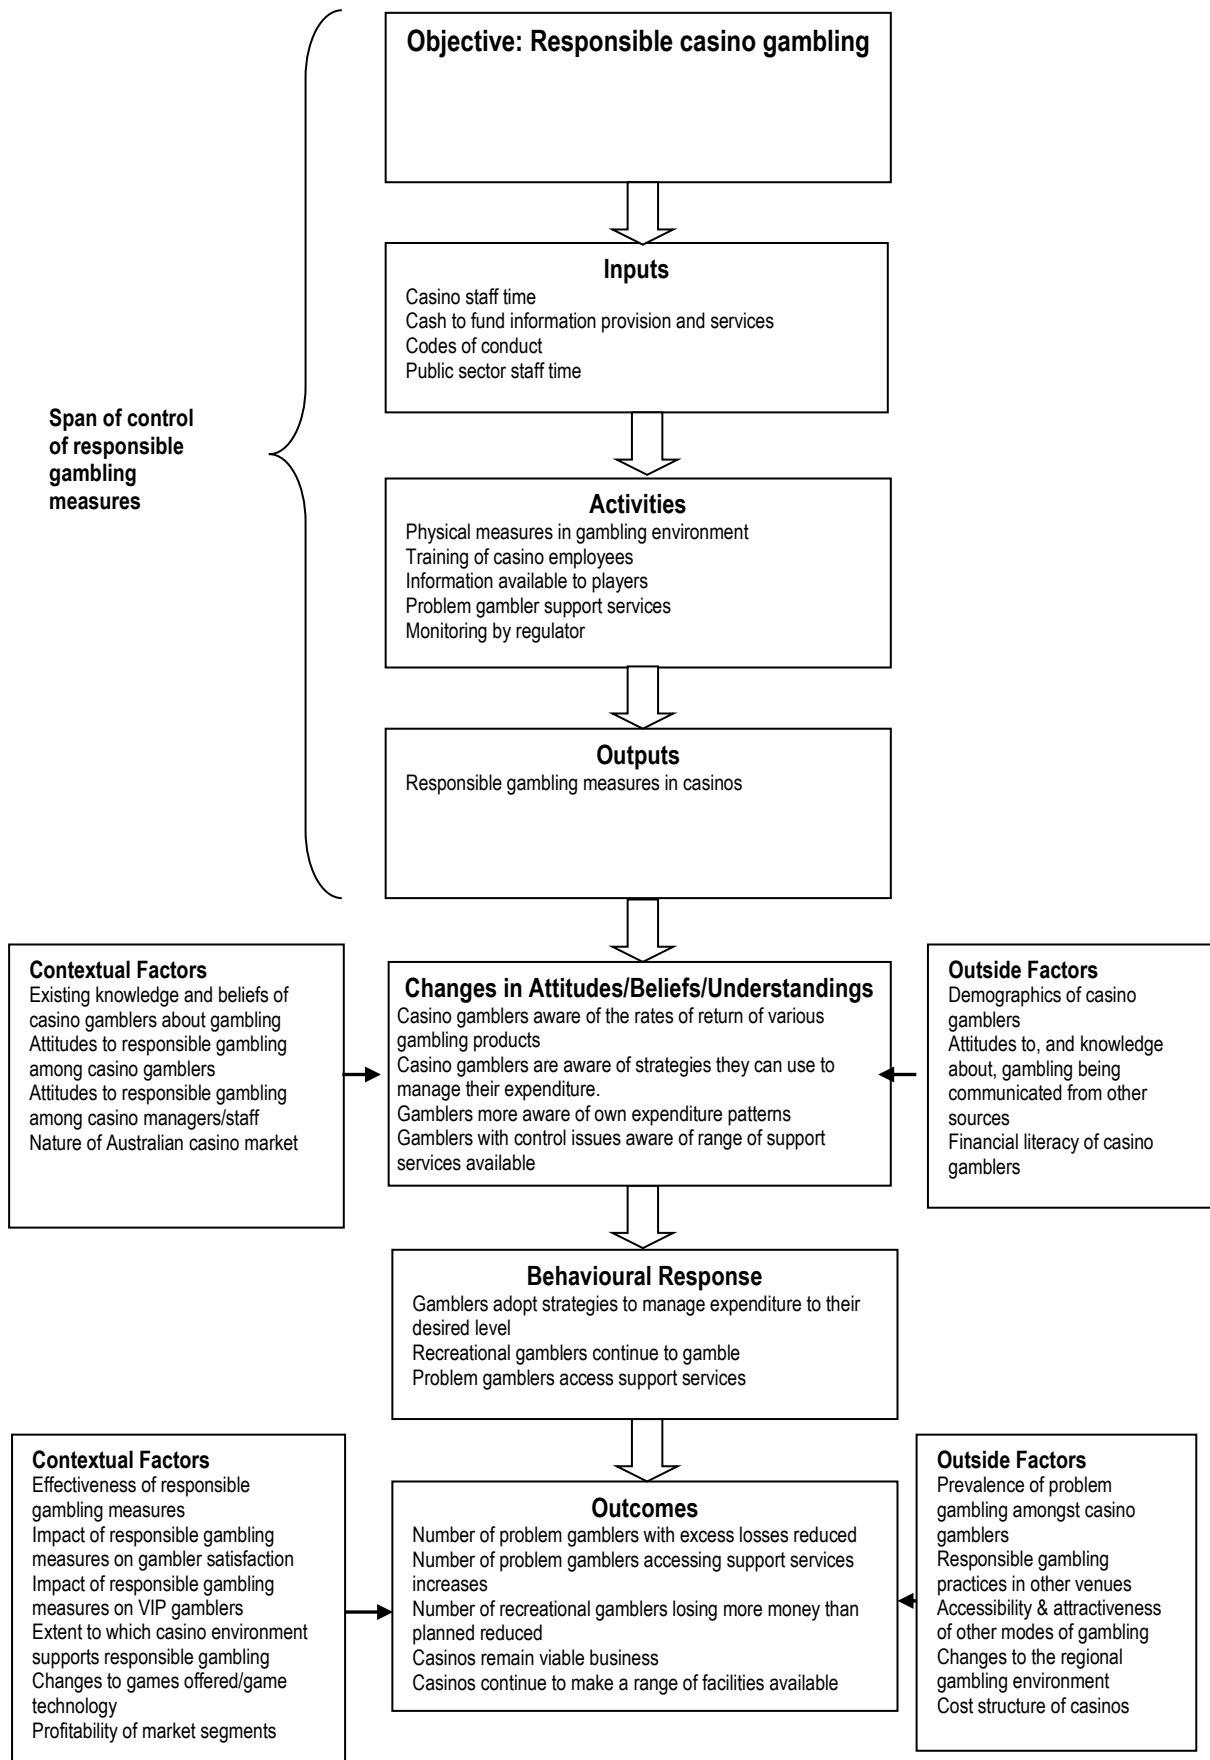 Objective: Responsible casino gambling
Inputs
Casino staff time
Cash to fund information provision and services
Codes of conduct
Public sector staff time
Span of control
of responsible
gambling
measures
Activities
Physical measures in gambling environment
Training of casino employees
Information available to players
Problem gambler support services
Monitoring by regulator
Outputs
Responsible gambling measures in casinos
Contextual Factors
Existing knowledge and beliefs of
casino gamblers about gambling
Attitudes to responsible gambling
among casino gamblers
Attitudes to responsible gambling
among casino managers/staff
Nature of Australian casino market
Changes in Attitudes/Beliefs/Understandings
Casino gamblers aware of the rates of return of various
gambling products
Casino gamblers are aware of strategies they can use to
manage their expenditure.
Gamblers more aware of own expenditure patterns
Gamblers with control issues aware of range of support
services available
Outside Factors
Demographics of casino
gamblers
Attitudes to, and knowledge
about, gambling being
communicated from other
sources
Financial literacy of casino
gamblers
Behavioural Response
Gamblers adopt strategies to manage expenditure to their
desired level
Recreational gamblers continue to gamble
Problem gamblers access support services
Contextual Factors
Effectiveness of responsible
gambling measures
Impact of responsible gambling
measures on gambler satisfaction
Impact of responsible gambling
measures on VIP gamblers
Extent to which casino environment
supports responsible gambling
Changes to games offered/game
technology
Profitability of market segments
Outcomes
Number of problem gamblers with excess losses reduced
Number of problem gamblers accessing support services
increases
Number of recreational gamblers losing more money than
planned reduced
Casinos remain viable business
Casinos continue to make a range of facilities available
Outside Factors
Prevalence of problem
gambling amongst casino
gamblers
Responsible gambling
practices in other venues
Accessibility & attractiveness
of other modes of gambling
Changes to the regional
gambling environment
Cost structure of casinos